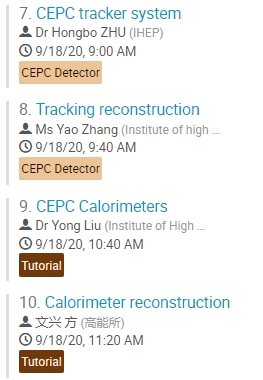 7. CEPC tracker system
Dr Hongbo ZHU (IHEP)
9/18/20, 9:00 AM
CEPC Detector
8. Tracking reconstruction
Ms Yao Zhang (Institute of high ...
9/18/20, 9:40 AM
CEPC Detector
9. CEPC Calorimeters
Dr Yong Liu (Institute of High ...
9/18/20, 10:40 AM
Tutorial
10. Calorimeter reconstruction
文兴 方 (高能所)
9/18/20, 11:20 AM
Tutorial